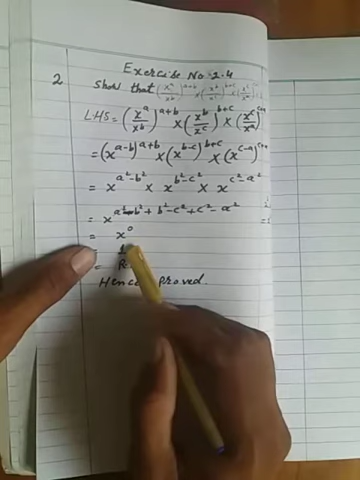 Exercise No 2.4
2
Show that (x^a/x^b)^a+b × (x^b/x^c)^b+c × (x^c/x^a)
LHS = (x^a/x^b)^a+b × (x^b/x^c)^b+c × (x^c/x^a)^c+a
= (x^a-b)^a+b × (x^b-c)^b+c × (x^c-a)^c+a
= x^a²-b² × x^b²-c² × x^c²-a²
= x^a²-b²+b²-c²+c²-a²
= x^0
=
= R
Hence proved.